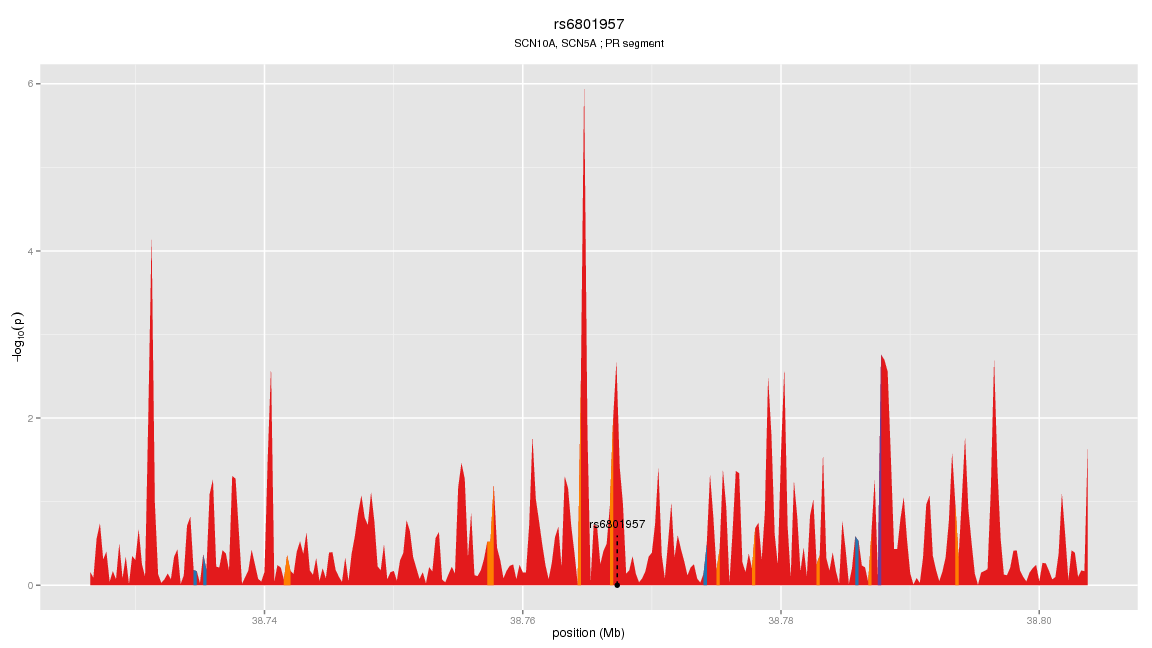 rs6801957
SCN10A, SCN5A ; PR segment
6
4
2
0
−log10(p)
rs6801957
38.74
38.76
38.78
38.80
position (Mb)